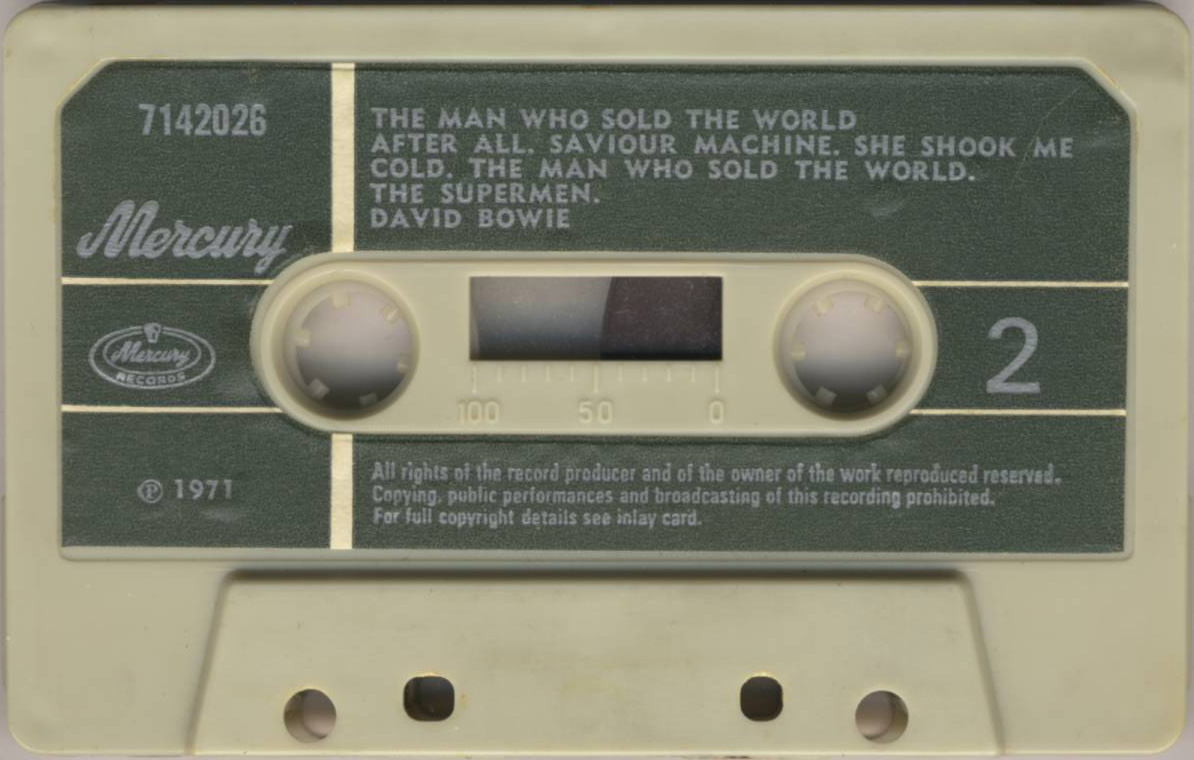 7142026
Mercury
THE MAN WHO SOLD THE WORLD
AFTER ALL. SAVIOUR MACHINE. SHE SHOOK ME
COLD. THE MAN WHO SOLD THE WORLD.
THE SUPERMEN.
DAVID BOWIE
Mercury
RECORDS
100 50 0
2
℗ 1971
All rights of the record producer and of the owner of the work reproduced reserved.
Copying, public performances and broadcasting of this recording prohibited.
For full copyright details see inlay card.